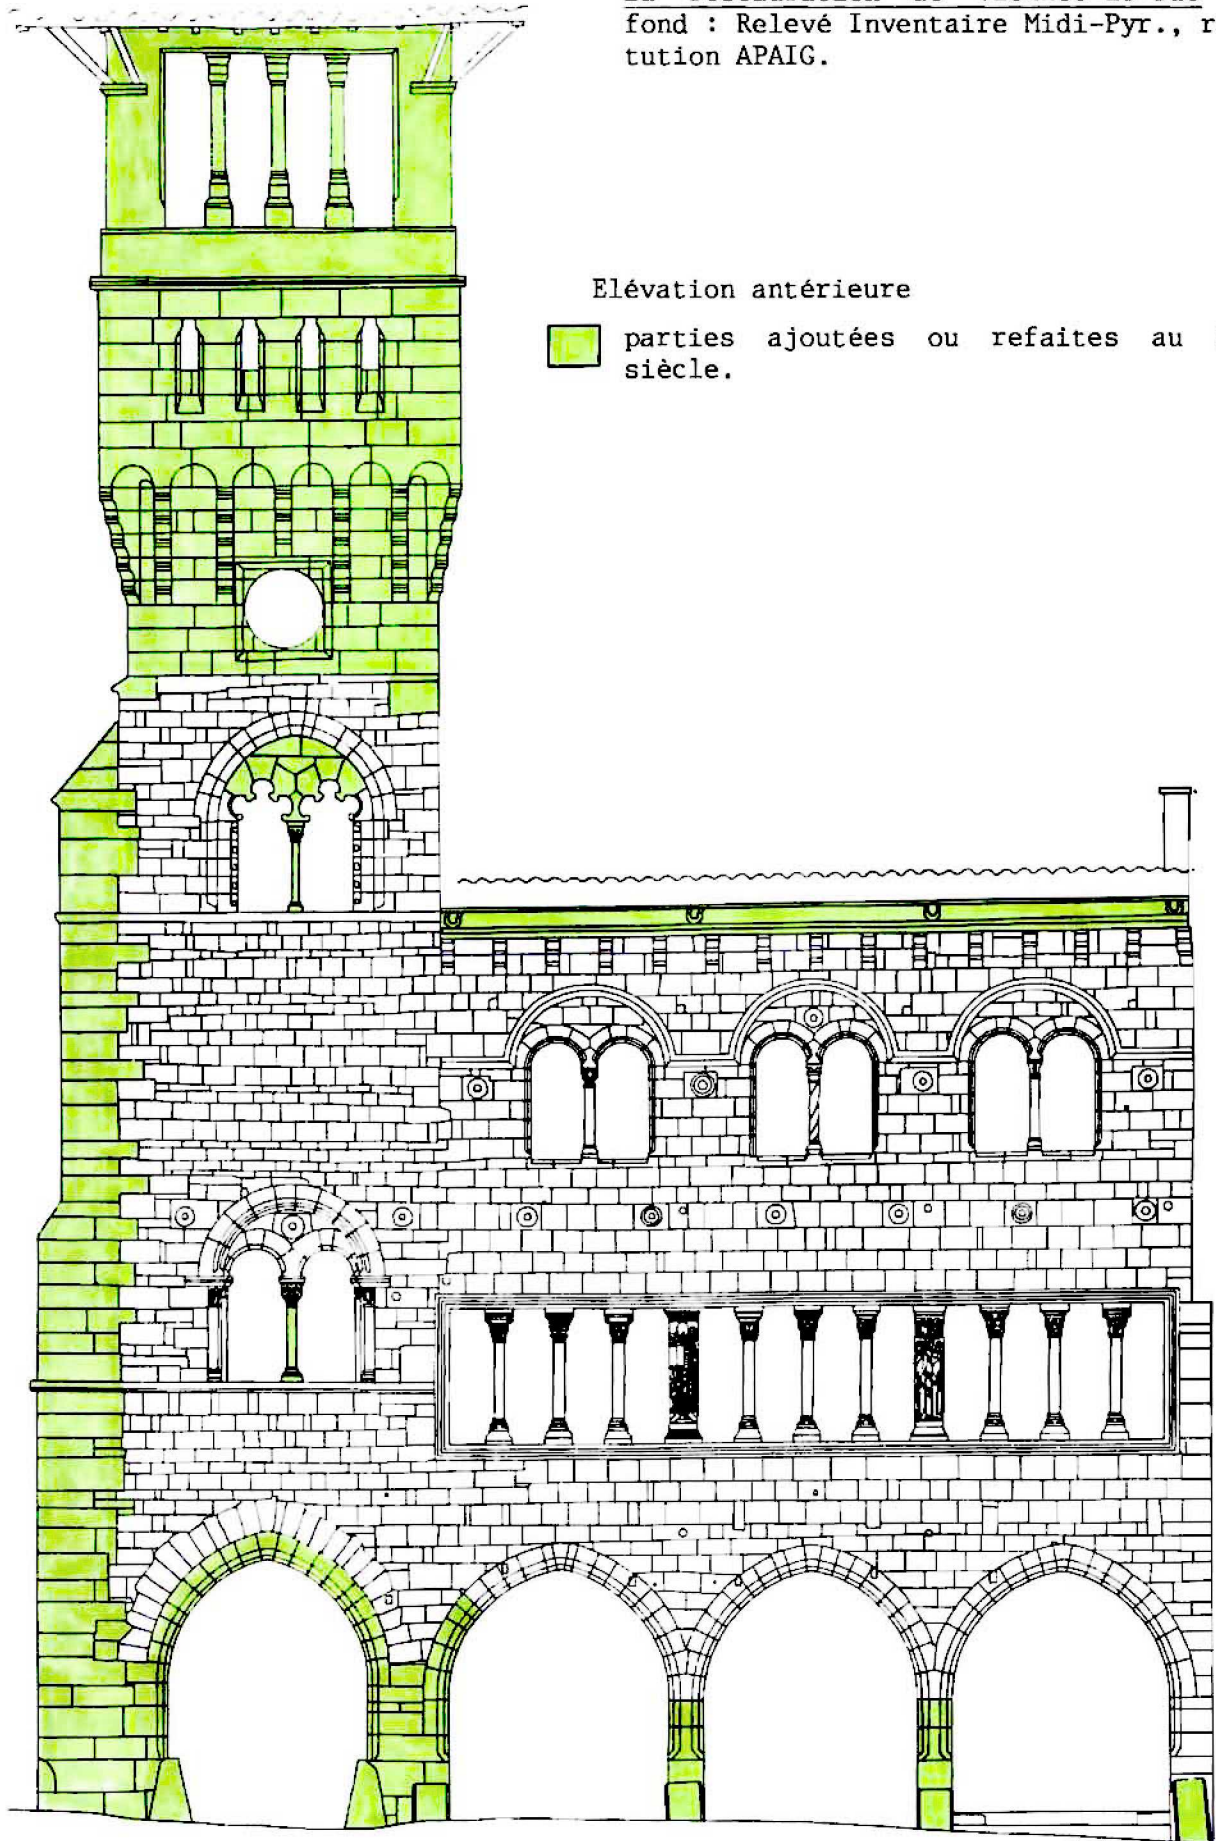 fond : Relevé Inventaire Midi-Pyr., r
tution APAIG.
Elévation antérieure
parties ajoutées ou refaites au
siècle.